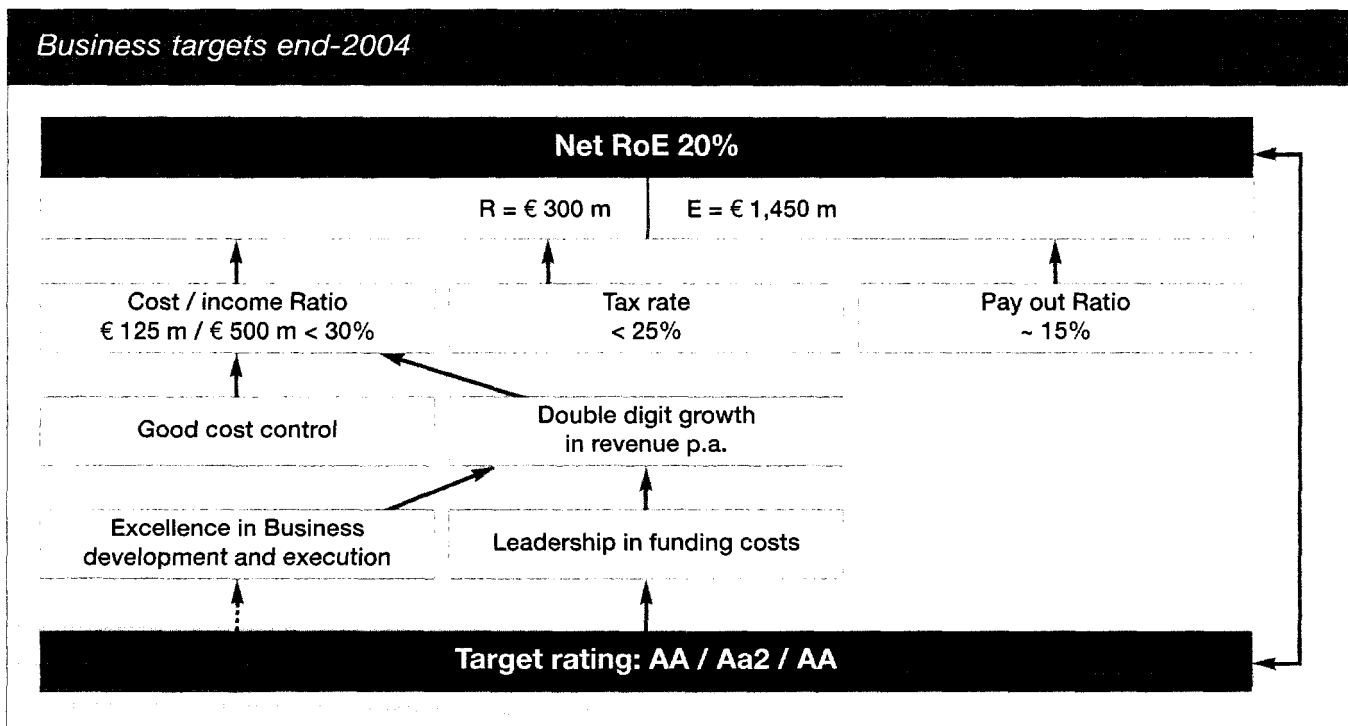 Business targets end-2004
Net RoE 20%
R = € 300 m
E = € 1,450 m
Cost / income Ratio
€ 125 m / € 500 m < 30%
Tax rate
< 25%
Pay out Ratio
~ 15%
Good cost control
Double digit growth
in revenue p.a.
Excellence in Business
development and execution
Leadership in funding costs
Target rating: AA / Aa2 / AA